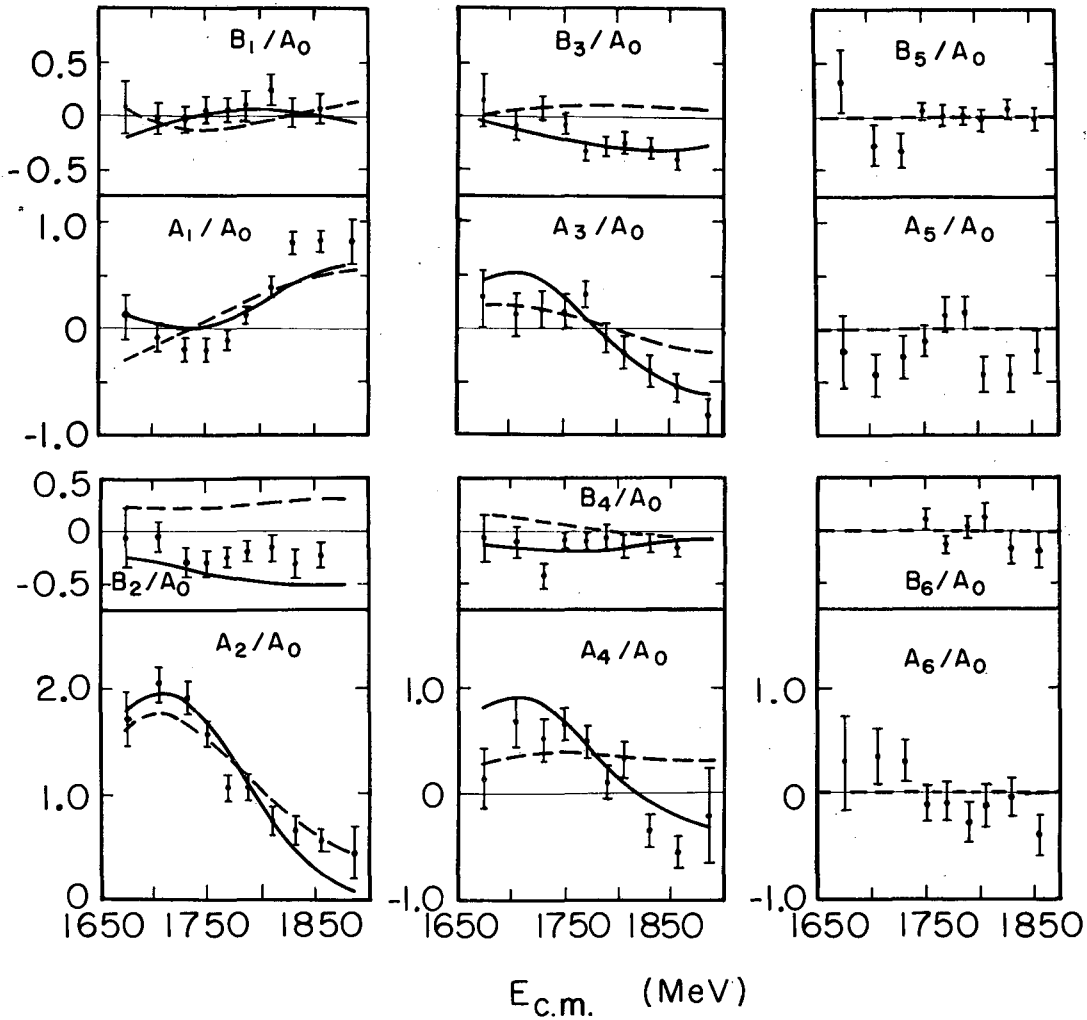 B₁/A₀ B₃/A₀ B₅/A₀
0.5
0
-0.5
A₁/A₀ A₃/A₀ A₅/A₀
1.0
0
-1.0
0.5
0
-0.5
B₂/A₀ B₄/A₀ B₆/A₀
A₂/A₀ A₄/A₀ A₆/A₀
2.0 1.0 1.0
1.0 0 0
0 -1.0 -1.0
1650 1750 1850 1650 1750 1850 1650 1750 1850
E_c.m. (MeV)